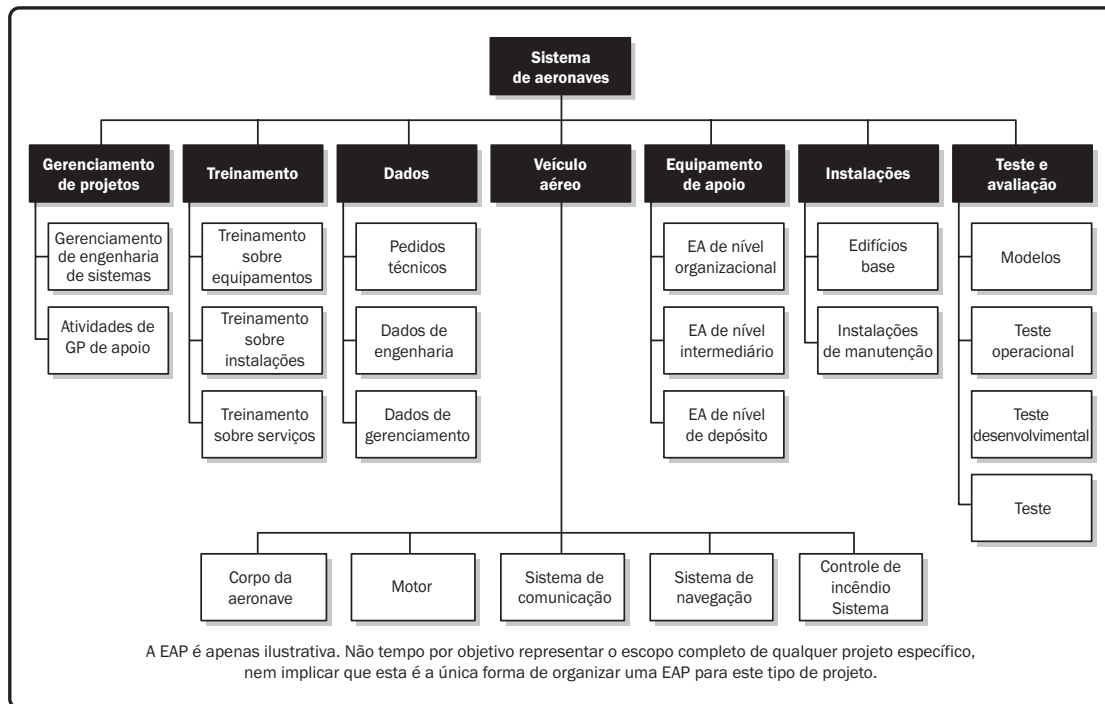 Sistema
de aeronaves
Gerenciamento
de projetos
Treinamento
Dados
Veículo
aéreo
Equipamento
de apoio
Instalações
Teste e
avaliação
Gerenciamento
de engenharia
de sistemas
Atividades de
GP de apoio
Treinamento
sobre
equipamentos
Treinamento
sobre
instalações
Treinamento
sobre serviços
Pedidos
técnicos
Dados de
engenharia
Dados de
gerenciamento
EA de nível
organizacional
EA de nível
intermediário
EA de nível
de depósito
Edifícios
base
Instalações
de manutenção
Modelos
Teste
operacional
Teste
desenvolvimental
Teste
Corpo da
aeronave
Motor
Sistema de
comunicação
Sistema de
navegação
Controle de
incêndio
Sistema
A EAP é apenas ilustrativa. Não tempo por objetivo representar o escopo completo de qualquer projeto específico,
nem implicar que esta é a única forma de organizar uma EAP para este tipo de projeto.